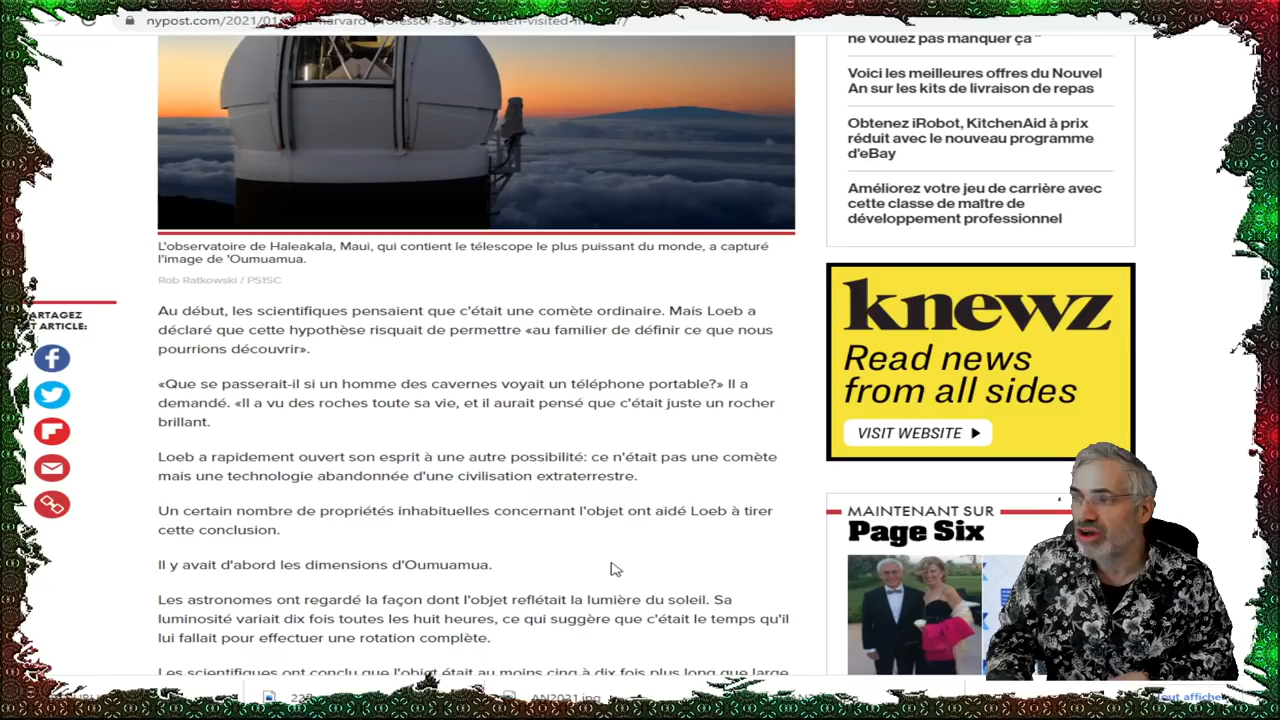 nypost.com/2021/01/
L'observatoire de Haleakala, Maui, qui contient le télescope le plus puissant du monde, a capturé
l'image de 'Oumuamua.
Rob Ratkowski / PS1SC
ARTAGEZ
ET ARTICLE:
Au début, les scientifiques pensaient que c'était une comète ordinaire. Mais Loeb a
déclaré que cette hypothèse risquait de permettre «au familier de définir ce que nous
pourrions découvrir».
«Que se passerait-il si un homme des cavernes voyait un téléphone portable?» Il a
demandé. «Il a vu des roches toute sa vie, et il aurait pensé que c'était juste un rocher
brillant.
Loeb a rapidement ouvert son esprit à une autre possibilité: ce n'était pas une comète
mais une technologie abandonnée d'une civilisation extraterrestre.
Un certain nombre de propriétés inhabituelles concernant l'objet ont aidé Loeb à tirer
cette conclusion.
Il y avait d'abord les dimensions d'Oumuamua.
Les astronomes ont regardé la façon dont l'objet reflétait la lumière du soleil. Sa
luminosité variait dix fois toutes les huit heures, ce qui suggère que c'était le temps qu'il
lui fallait pour effectuer une rotation complète.
Les scientifiques ont conclu que l'objet était au moins cinq à dix fois plus long que large
ne voulez pas manquer ça "
Voici les meilleures offres du Nouvel
An sur les kits de livraison de repas
Obtenez iRobot, KitchenAid à prix
réduit avec le nouveau programme
d'eBay
Améliorez votre jeu de carrière avec
cette classe de maître de
développement professionnel
knewz
Read news
from all sides
VISIT WEBSITE
MAINTENANT SUR
Page Six
AN2021.jpg
tout affiche